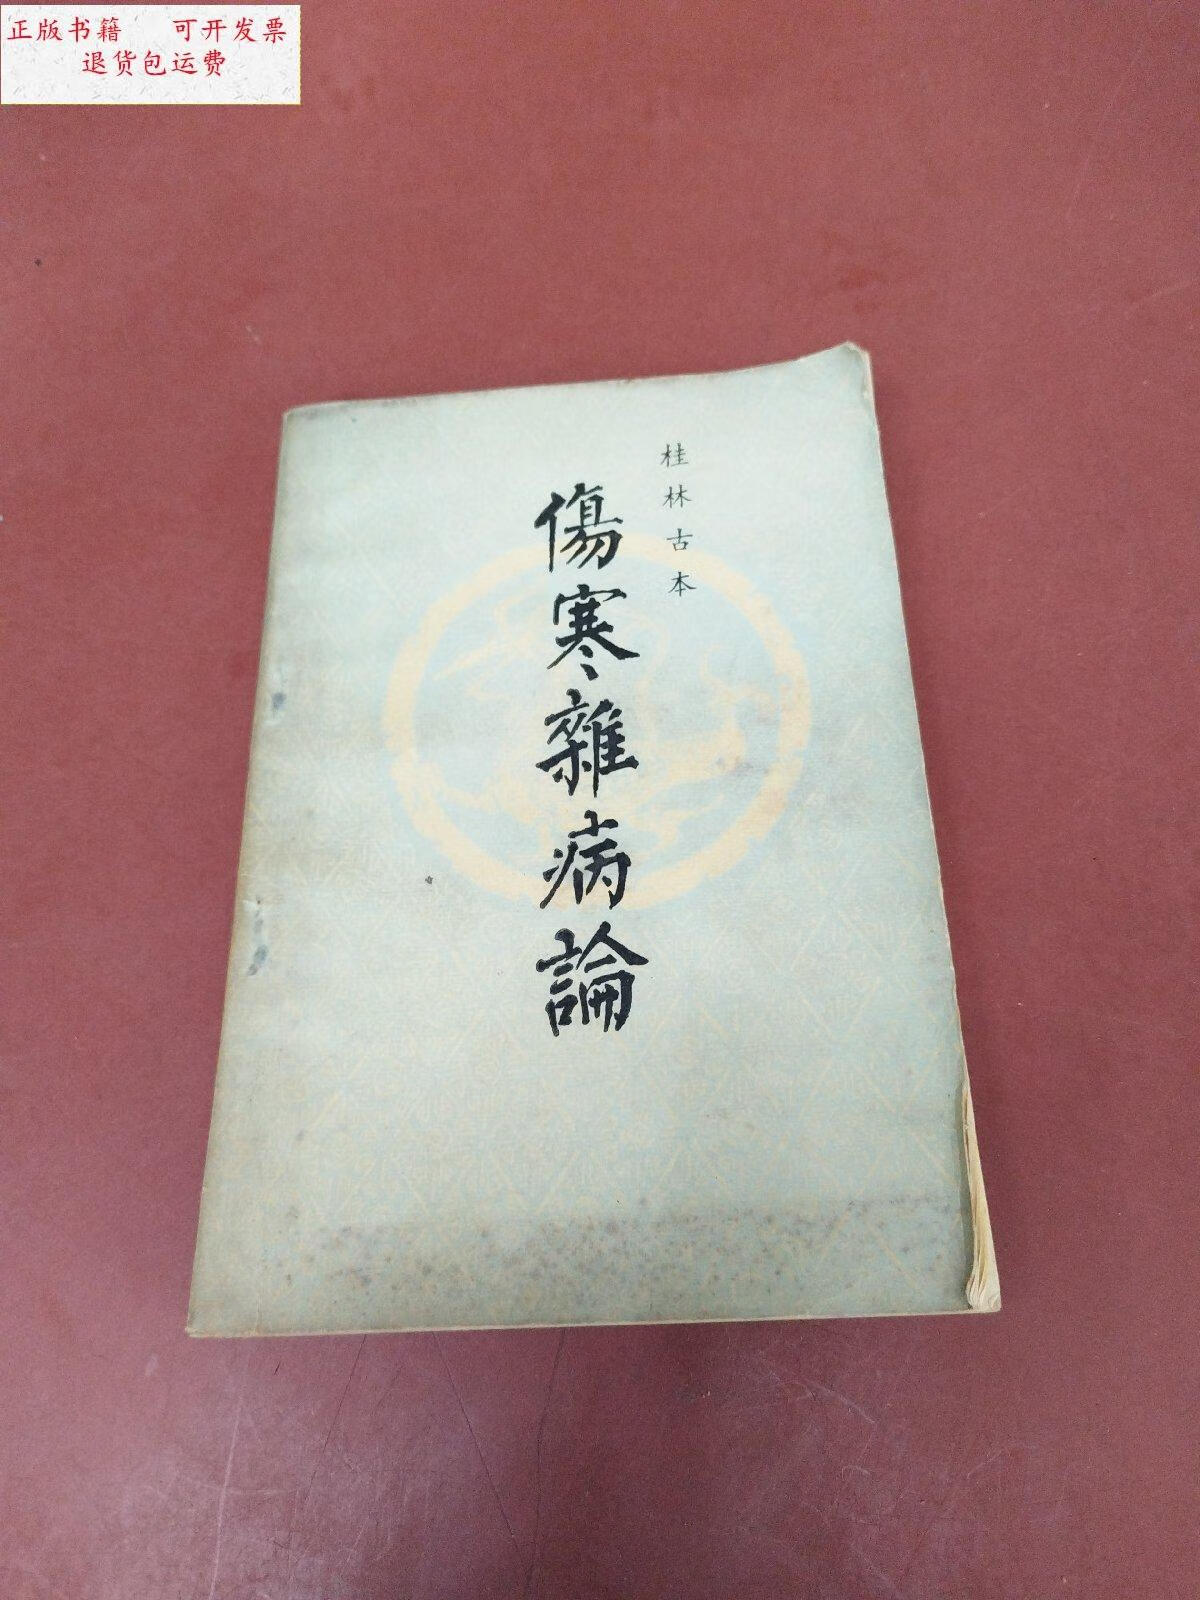 正版书籍 可开发票
退货包运费
桂林古本
傷寒雜病論